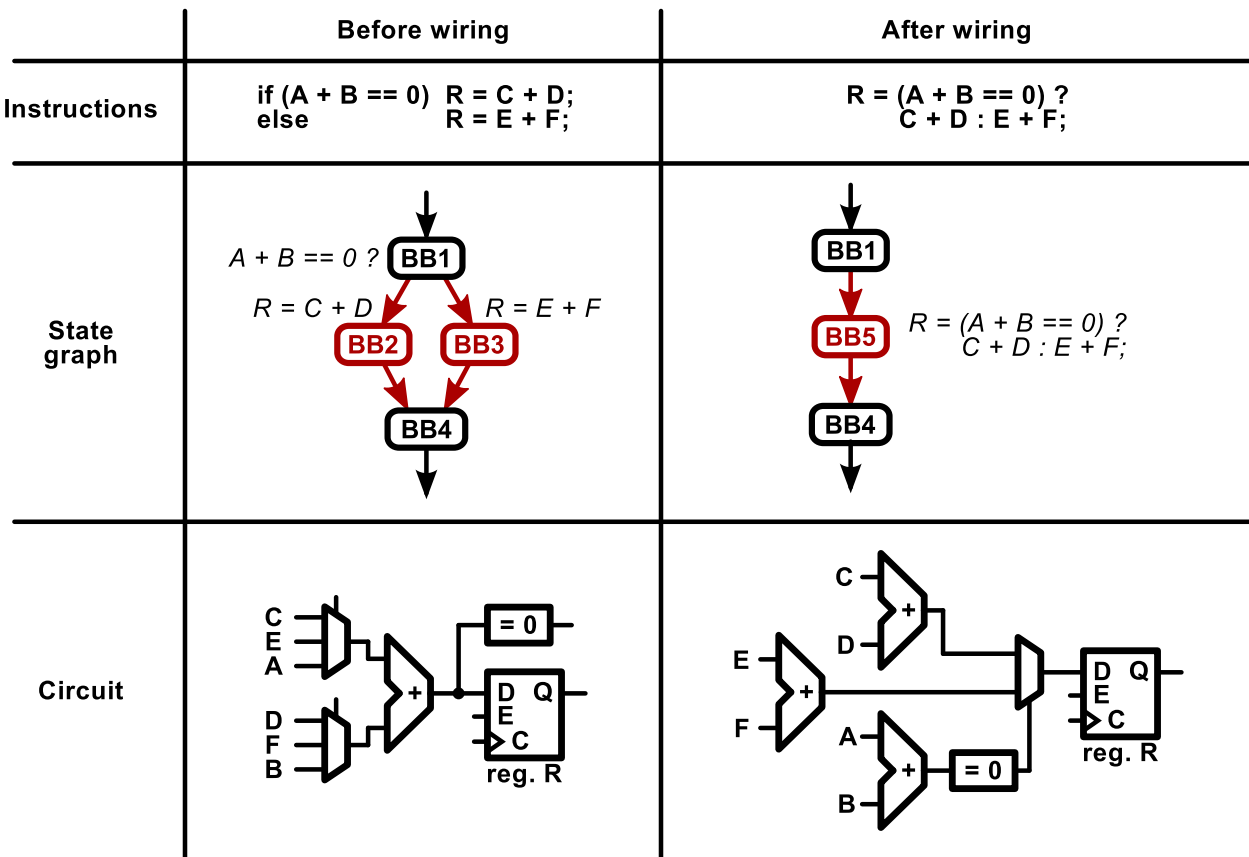 Before wiring
After wiring
Instructions
if (A + B == 0) R = C + D;
else R = E + F;
R = (A + B == 0) ?
C + D : E + F;
State
graph
A + B == 0 ?
BB1
R = C + D
R = E + F
BB2
BB3
BB4
BB1
BB5
R = (A + B == 0) ?
C + D : E + F;
BB4
Circuit
C
E
A
D
F
B
+
= 0
D Q
E
C
reg. R
C
D
+
E
F
+
A
B
+
= 0
D Q
E
C
reg. R